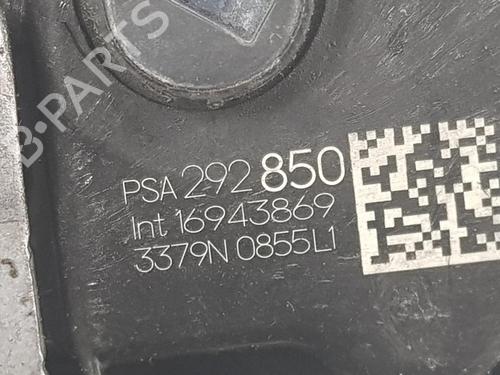 B-PARTS
PSA 292 850
Int 16943869
3379N 0855L1